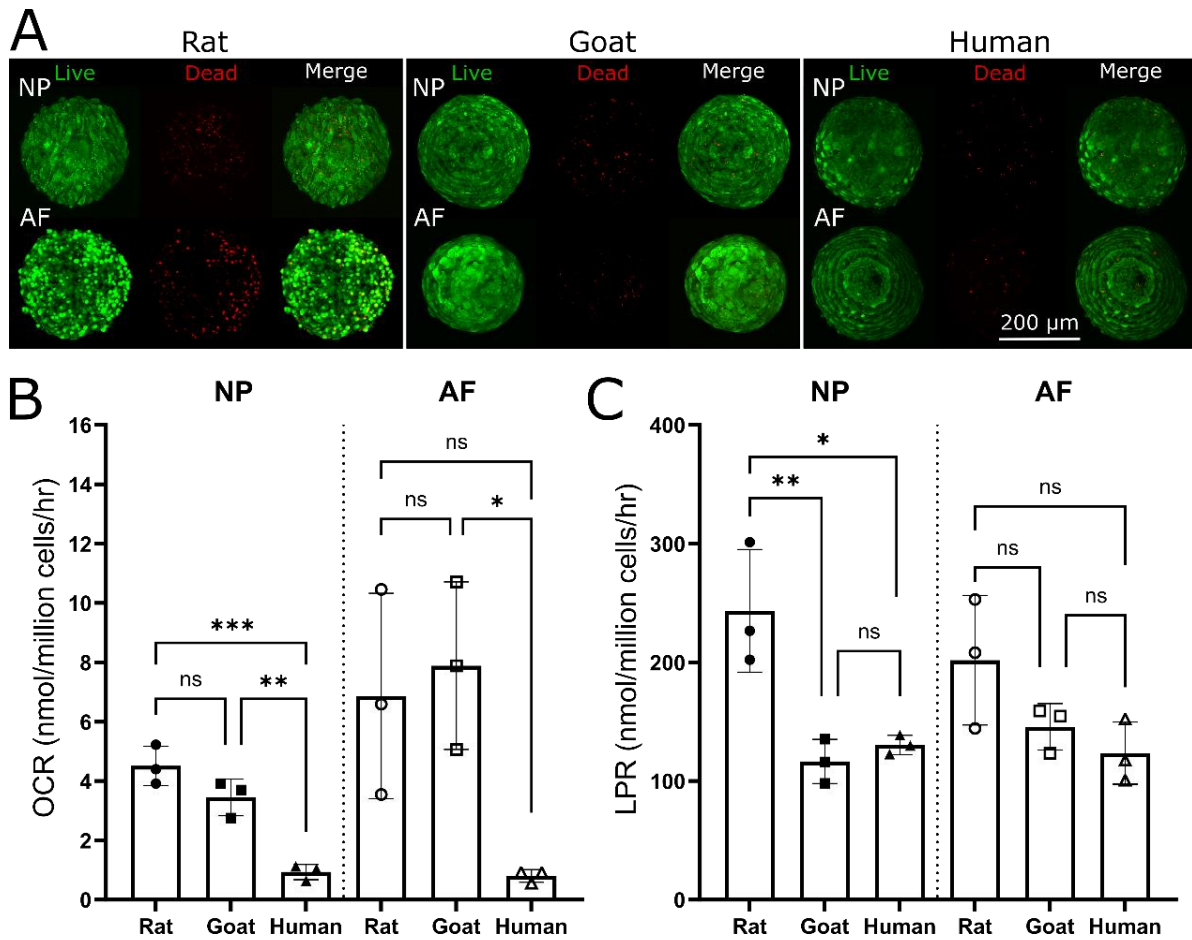 A
Rat Goat Human
Live Dead Merge Live Dead Merge Live Dead Merge
NP NP NP
AF AF AF
200 µm
B
NP AF
OCR (nmol/million cells/hr)
16
14
12
10
8
6
4
2
0
ns
ns *
***
ns **
Rat Goat Human Rat Goat Human
C
NP AF
LPR (nmol/million cells/hr)
400
300
200
100
0
*
**
ns
ns
ns
ns
Rat Goat Human Rat Goat Human